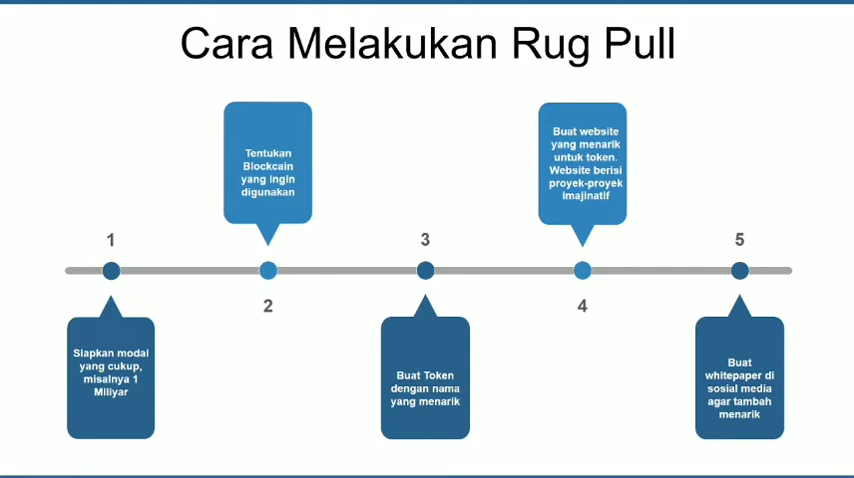 Cara Melakukan Rug Pull
1
Siapkan modal
yang cukup,
misalnya 1
Miliyar
Tentukan
Blockcain
yang ingin
digunakan
2
3
Buat Token
dengan nama
yang menarik
Buat website
yang menarik
untuk token.
Website berisi
proyek-proyek
imajinatif
4
5
Buat
whitepaper di
sosial media
agar tambah
menarik